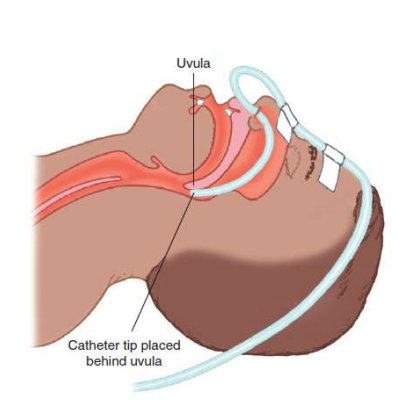 Uvula
Catheter tip placed
behind uvula